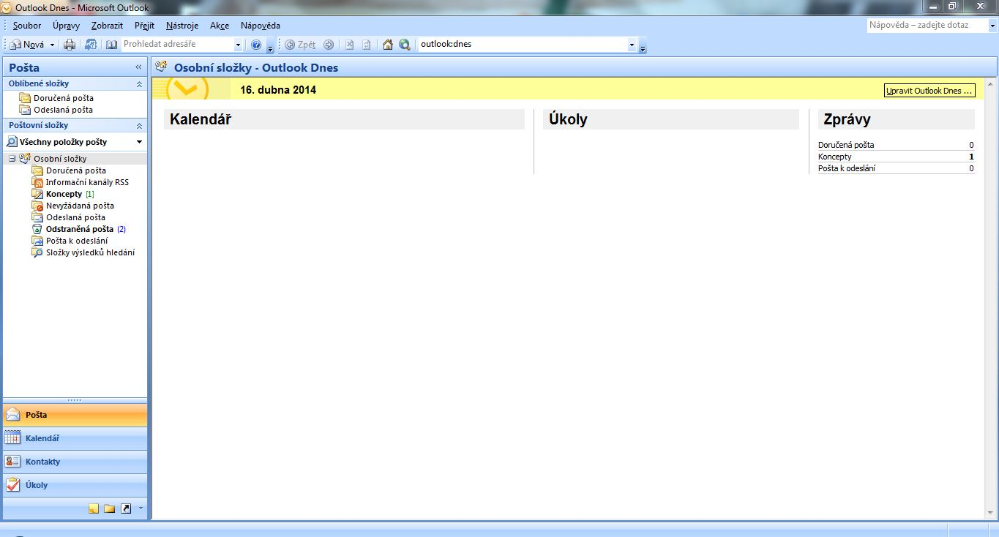 Outlook Dnes - Microsoft Outlook
Soubor Úpravy Zobrazit Přejít Nástroje Akce Nápověda
Nápověda – zadejte dotaz
Nová Prohledat adresáře Zpět outlook:dnes
Pošta
Oblíbené složky
Doručená pošta
Odeslaná pošta
Poštovní složky
Všechny položky pošty
Osobní složky
Doručená pošta
Informační kanály RSS
Koncepty [1]
Nevyžádaná pošta
Odeslaná pošta
Odstraněná pošta (2)
Pošta k odeslání
Složky výsledků hledání
Pošta
Kalendář
Kontakty
Úkoly
Osobní složky - Outlook Dnes
16. dubna 2014
Upravit Outlook Dnes ...
Kalendář
Úkoly
Zprávy
Doručená pošta 0
Koncepty 1
Pošta k odeslání 0